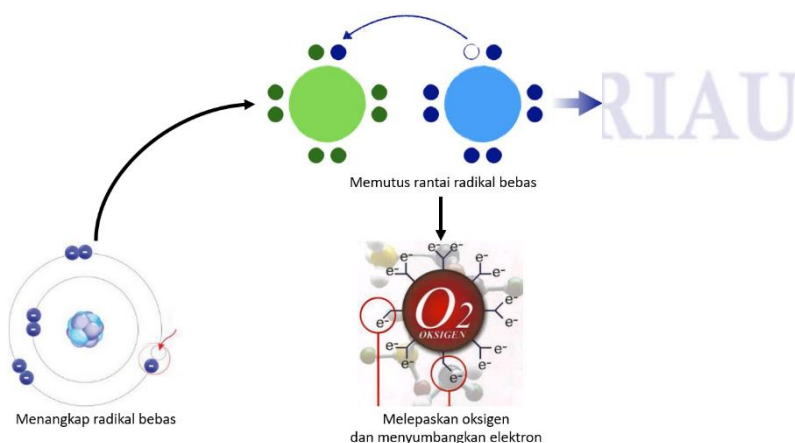 RIAU
Memutus rantai radikal bebas
e- e-
e- e- e- e-
e- e-
O2
OKSIGEN
e- e-
e- e-
e- e- e- e-
e- e-
Menangkap radikal bebas
Melepaskan oksigen
dan menyumbangkan elektron